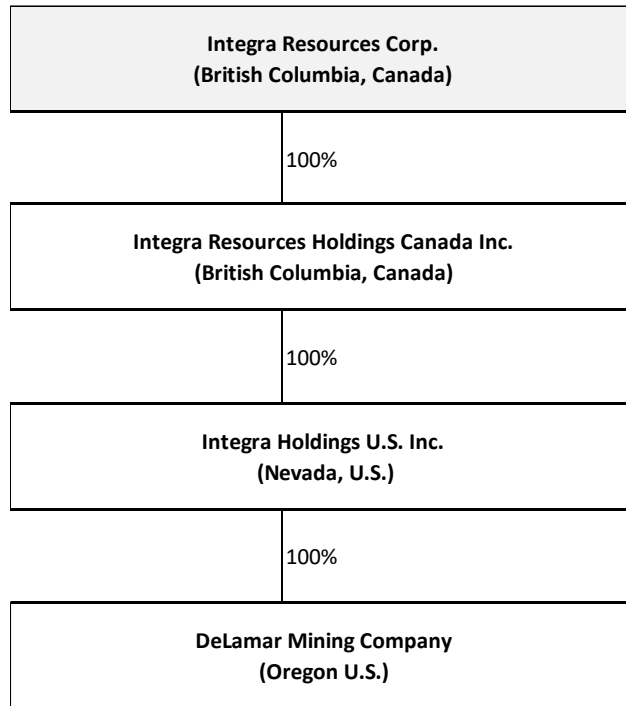 Integra Resources Corp.
(British Columbia, Canada)
100%
Integra Resources Holdings Canada Inc.
(British Columbia, Canada)
100%
Integra Holdings U.S. Inc.
(Nevada, U.S.)
100%
DeLamar Mining Company
(Oregon U.S.)